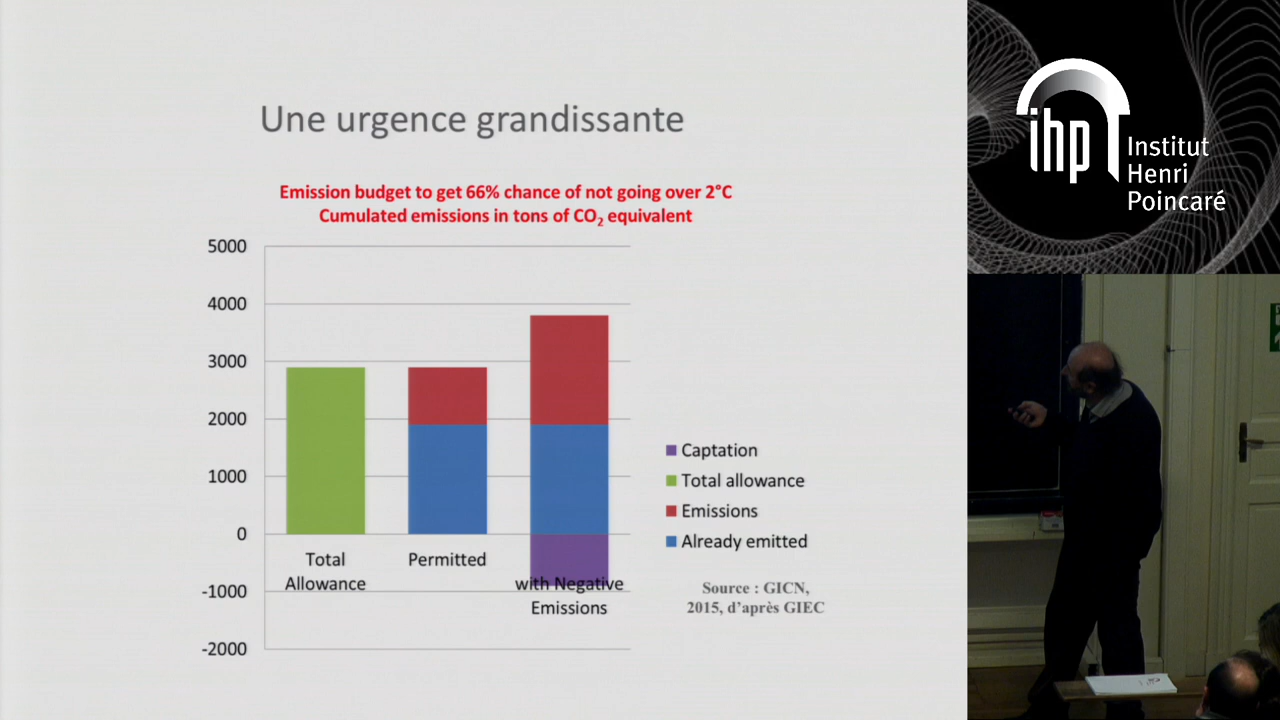 Une urgence grandissante
Emission budget to get 66% chance of not going over 2°C
Cumulated emissions in tons of CO₂ equivalent
5000
4000
3000
2000
1000
0
-1000
-2000
Total
Allowance
Permitted
with Negative
Emissions
Captation
Total allowance
Emissions
Already emitted
Source : GICN,
2015, d’après GIEC
ihp
Institut
Henri
Poincaré